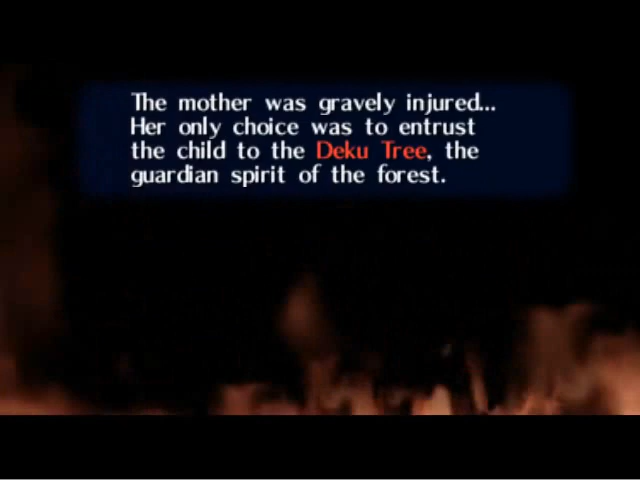 The mother was gravely injured...
Her only choice was to entrust
the child to the Deku Tree, the
guardian spirit of the forest.